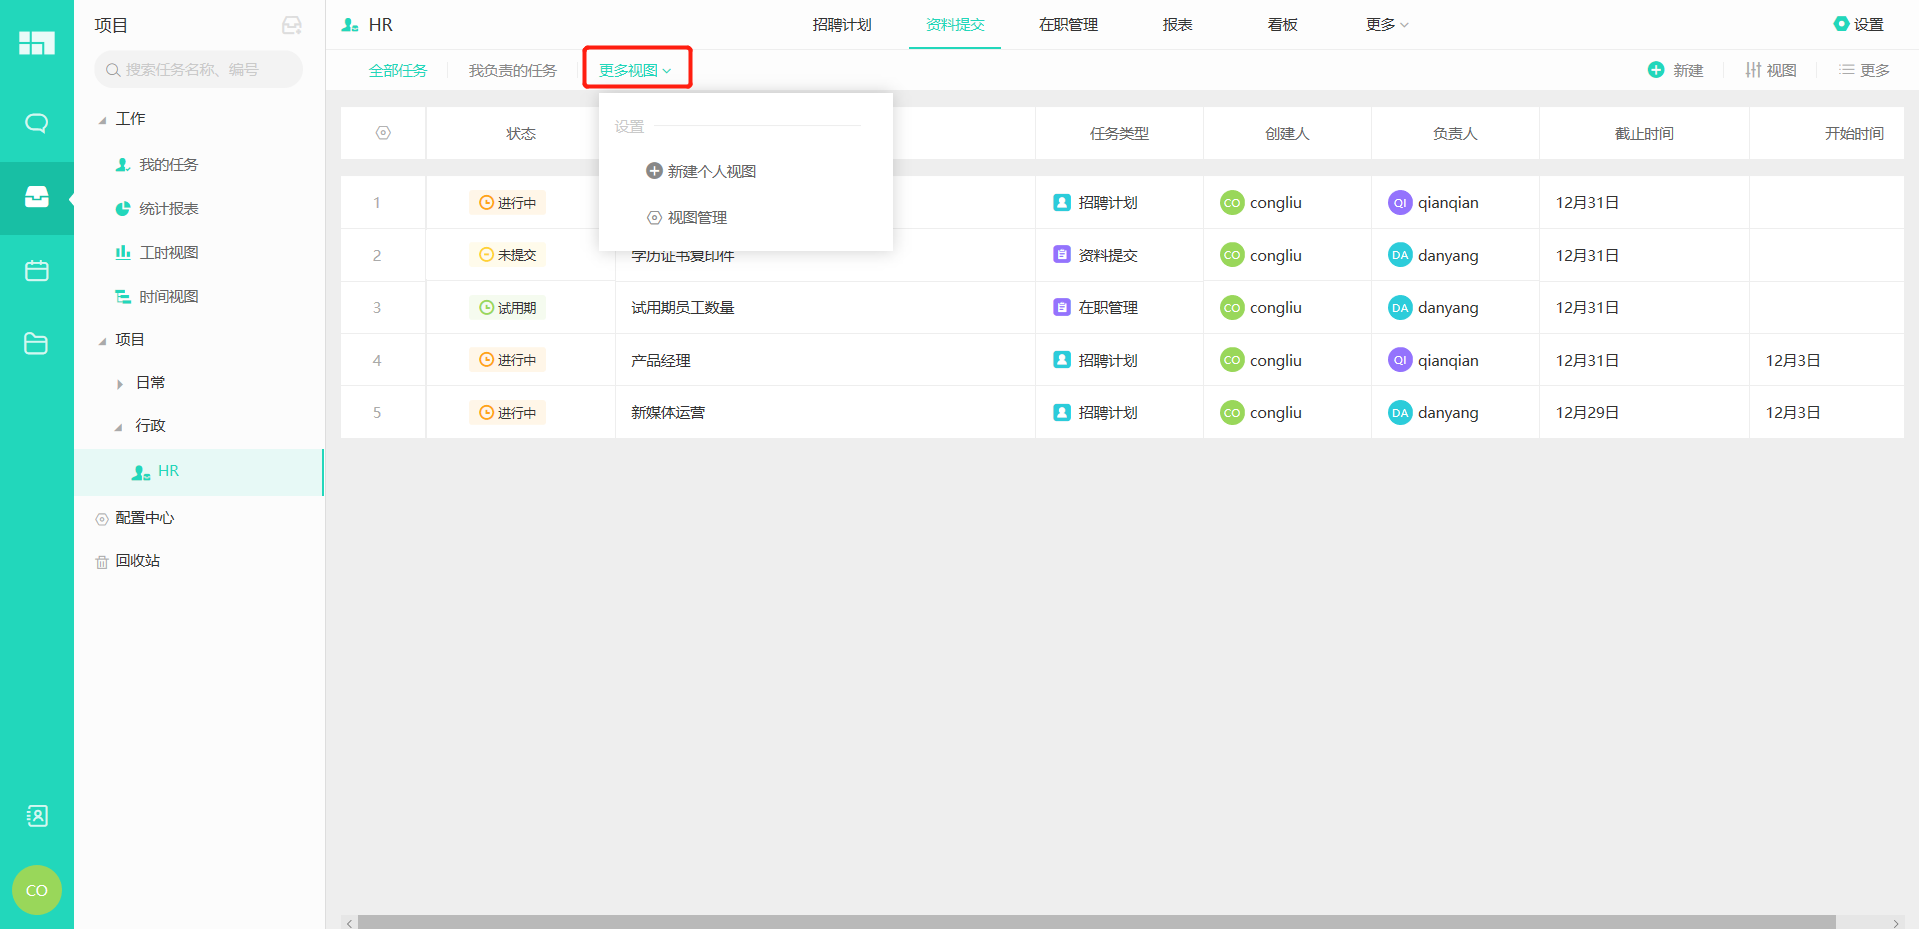 项目
搜索任务名称、编号
工作
我的任务
统计报表
工时视图
时间视图
项目
日常
行政
HR
配置中心
回收站
CO
HR
招聘计划 资料提交 在职管理 报表 看板 更多
设置
全部任务 我负责的任务 更多视图
新建 视图 更多
设置
新建个人视图
视图管理
状态 任务类型 创建人 负责人 截止时间 开始时间
1 进行中 招聘计划 CO congliu QI qianqian 12月31日
2 未提交 学历证书复印件 资料提交 CO congliu DA danyang 12月31日
3 试用期 试用期员工数量 在职管理 CO congliu DA danyang 12月31日
4 进行中 产品经理 招聘计划 CO congliu QI qianqian 12月31日 12月3日
5 进行中 新媒体运营 招聘计划 CO congliu DA danyang 12月29日 12月3日